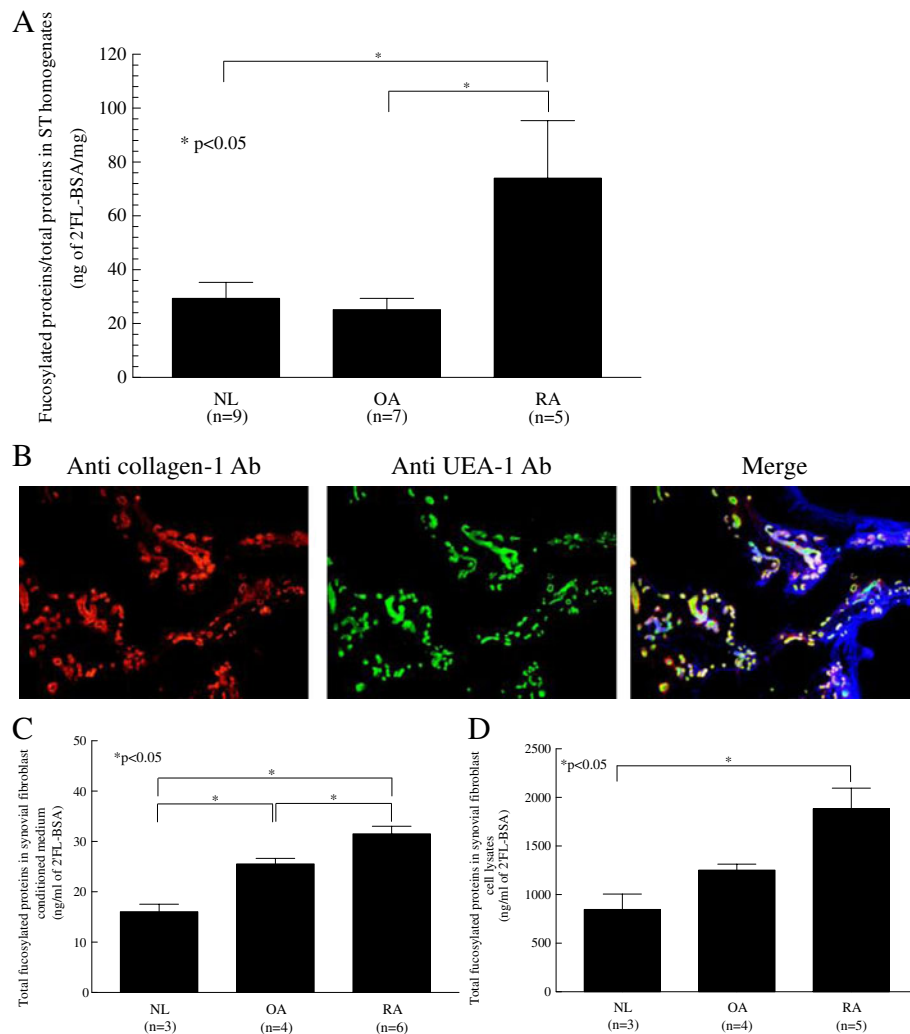 A
Fucosylated proteins/total proteins in ST homogenates
(ng of 2'FL-BSA/mg)
120
100
80
60
40
20
0
*
*
* p<0.05
NL
(n=9)
OA
(n=7)
RA
(n=5)
B
Anti collagen-1 Ab
Anti UEA-1 Ab
Merge
C
Total fucosylated proteins in synovial fibroblast
conditioned medium
(ng/ml of 2'FL-BSA)
50
40
30
20
10
0
*p<0.05
*
*
*
NL
(n=3)
OA
(n=4)
RA
(n=6)
D
Total fucosylated proteins in synovial fibroblast
cell lysates
(ng/ml of 2'FL-BSA)
2500
2000
1500
1000
500
0
*p<0.05
*
NL
(n=3)
OA
(n=4)
RA
(n=5)